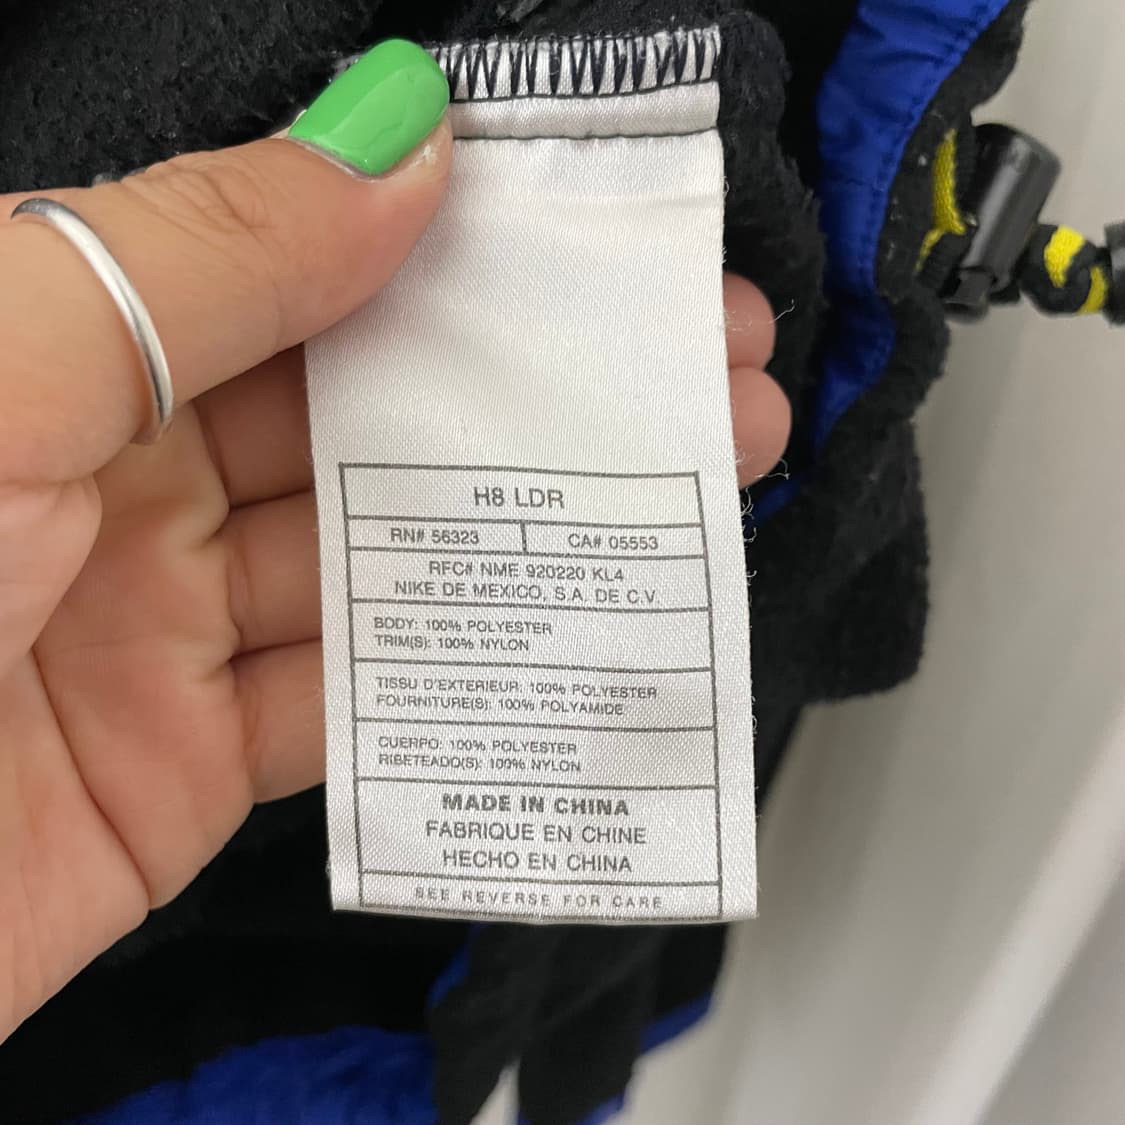 H8 LDR
RN# 56323 CA# 05553
RFC# NME 920220 KL4
NIKE DE MEXICO, S.A. DE C.V.
BODY: 100% POLYESTER
TRIM(S): 100% NYLON
TISSU D'EXTERIEUR: 100% POLYESTER
FOURNITURE(S): 100% POLYAMIDE
CUERPO: 100% POLYESTER
RIBETEADO(S): 100% NYLON
MADE IN CHINA
FABRIQUE EN CHINE
HECHO EN CHINA
SEE REVERSE FOR CARE